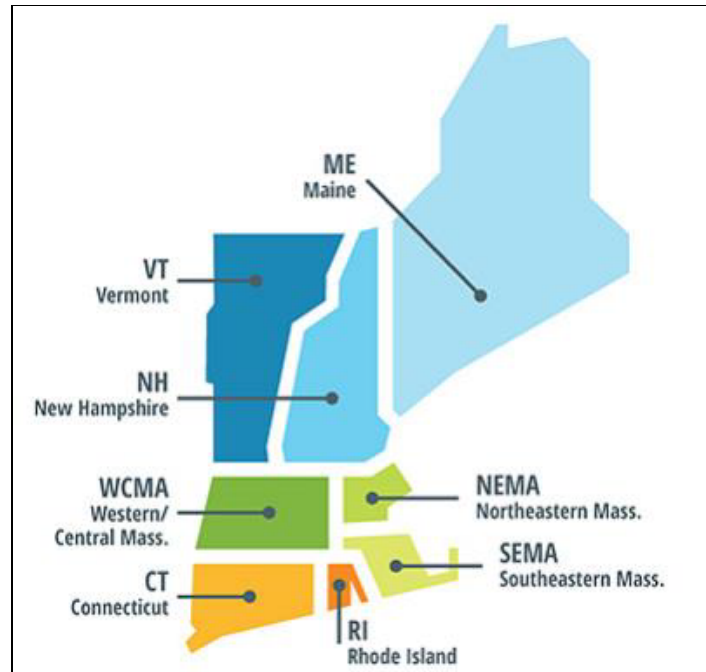 ME
Maine
VT
Vermont
NH
New Hampshire
WCMA
Western/
Central Mass.
NEMA
Northeastern Mass.
SEMA
Southeastern Mass.
CT
Connecticut
RI
Rhode Island